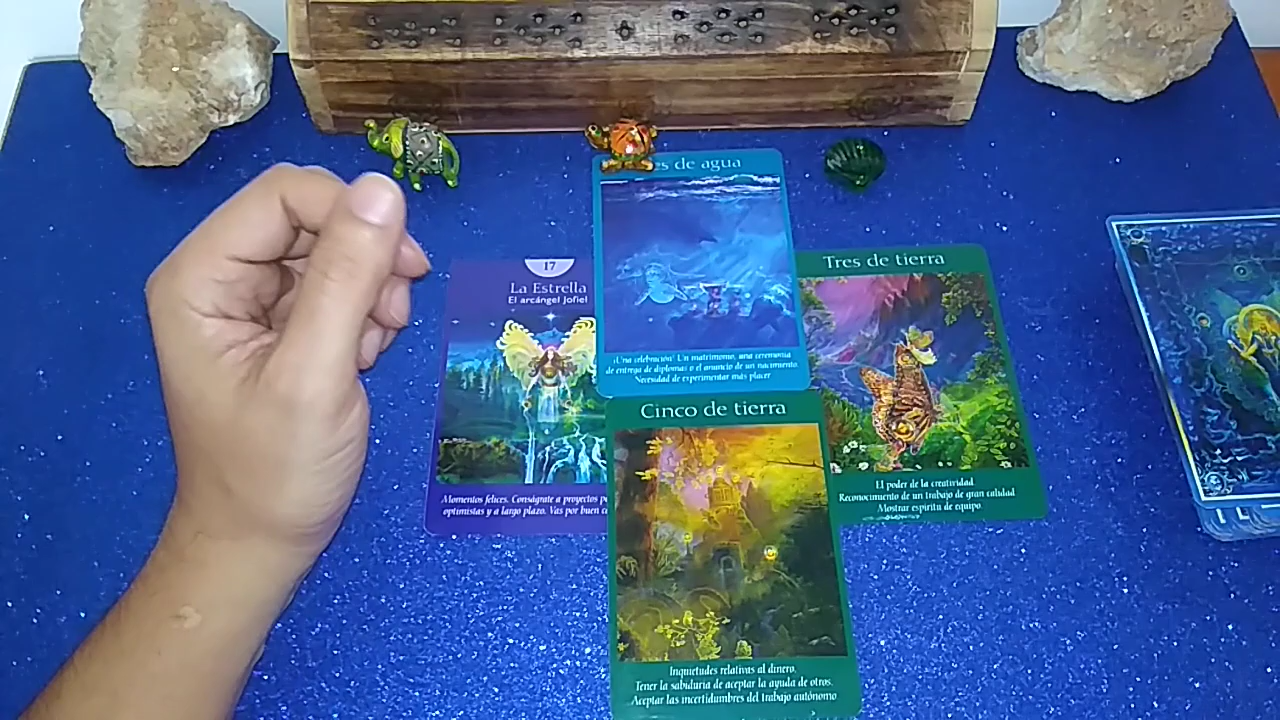 es de agua
¡Una celebración! Un matrimonio, una ceremonia
de entrega de diplomas o el anuncio de un nacimiento.
Necesidad de experimentar más placer
17
La Estrella
El arcángel Jofiel
Momentos felices. Conságrate a proyectos
optimistas y a largo plazo. Vas por buen
Tres de tierra
El poder de la creatividad.
Reconocimiento de un trabajo de gran calidad
Mostrar espíritu de equipo.
Cinco de tierra
Inquietudes relativas al dinero.
Tener la sabiduría de aceptar la ayuda de otros.
Aceptar las incertidumbres del trabajo autónomo